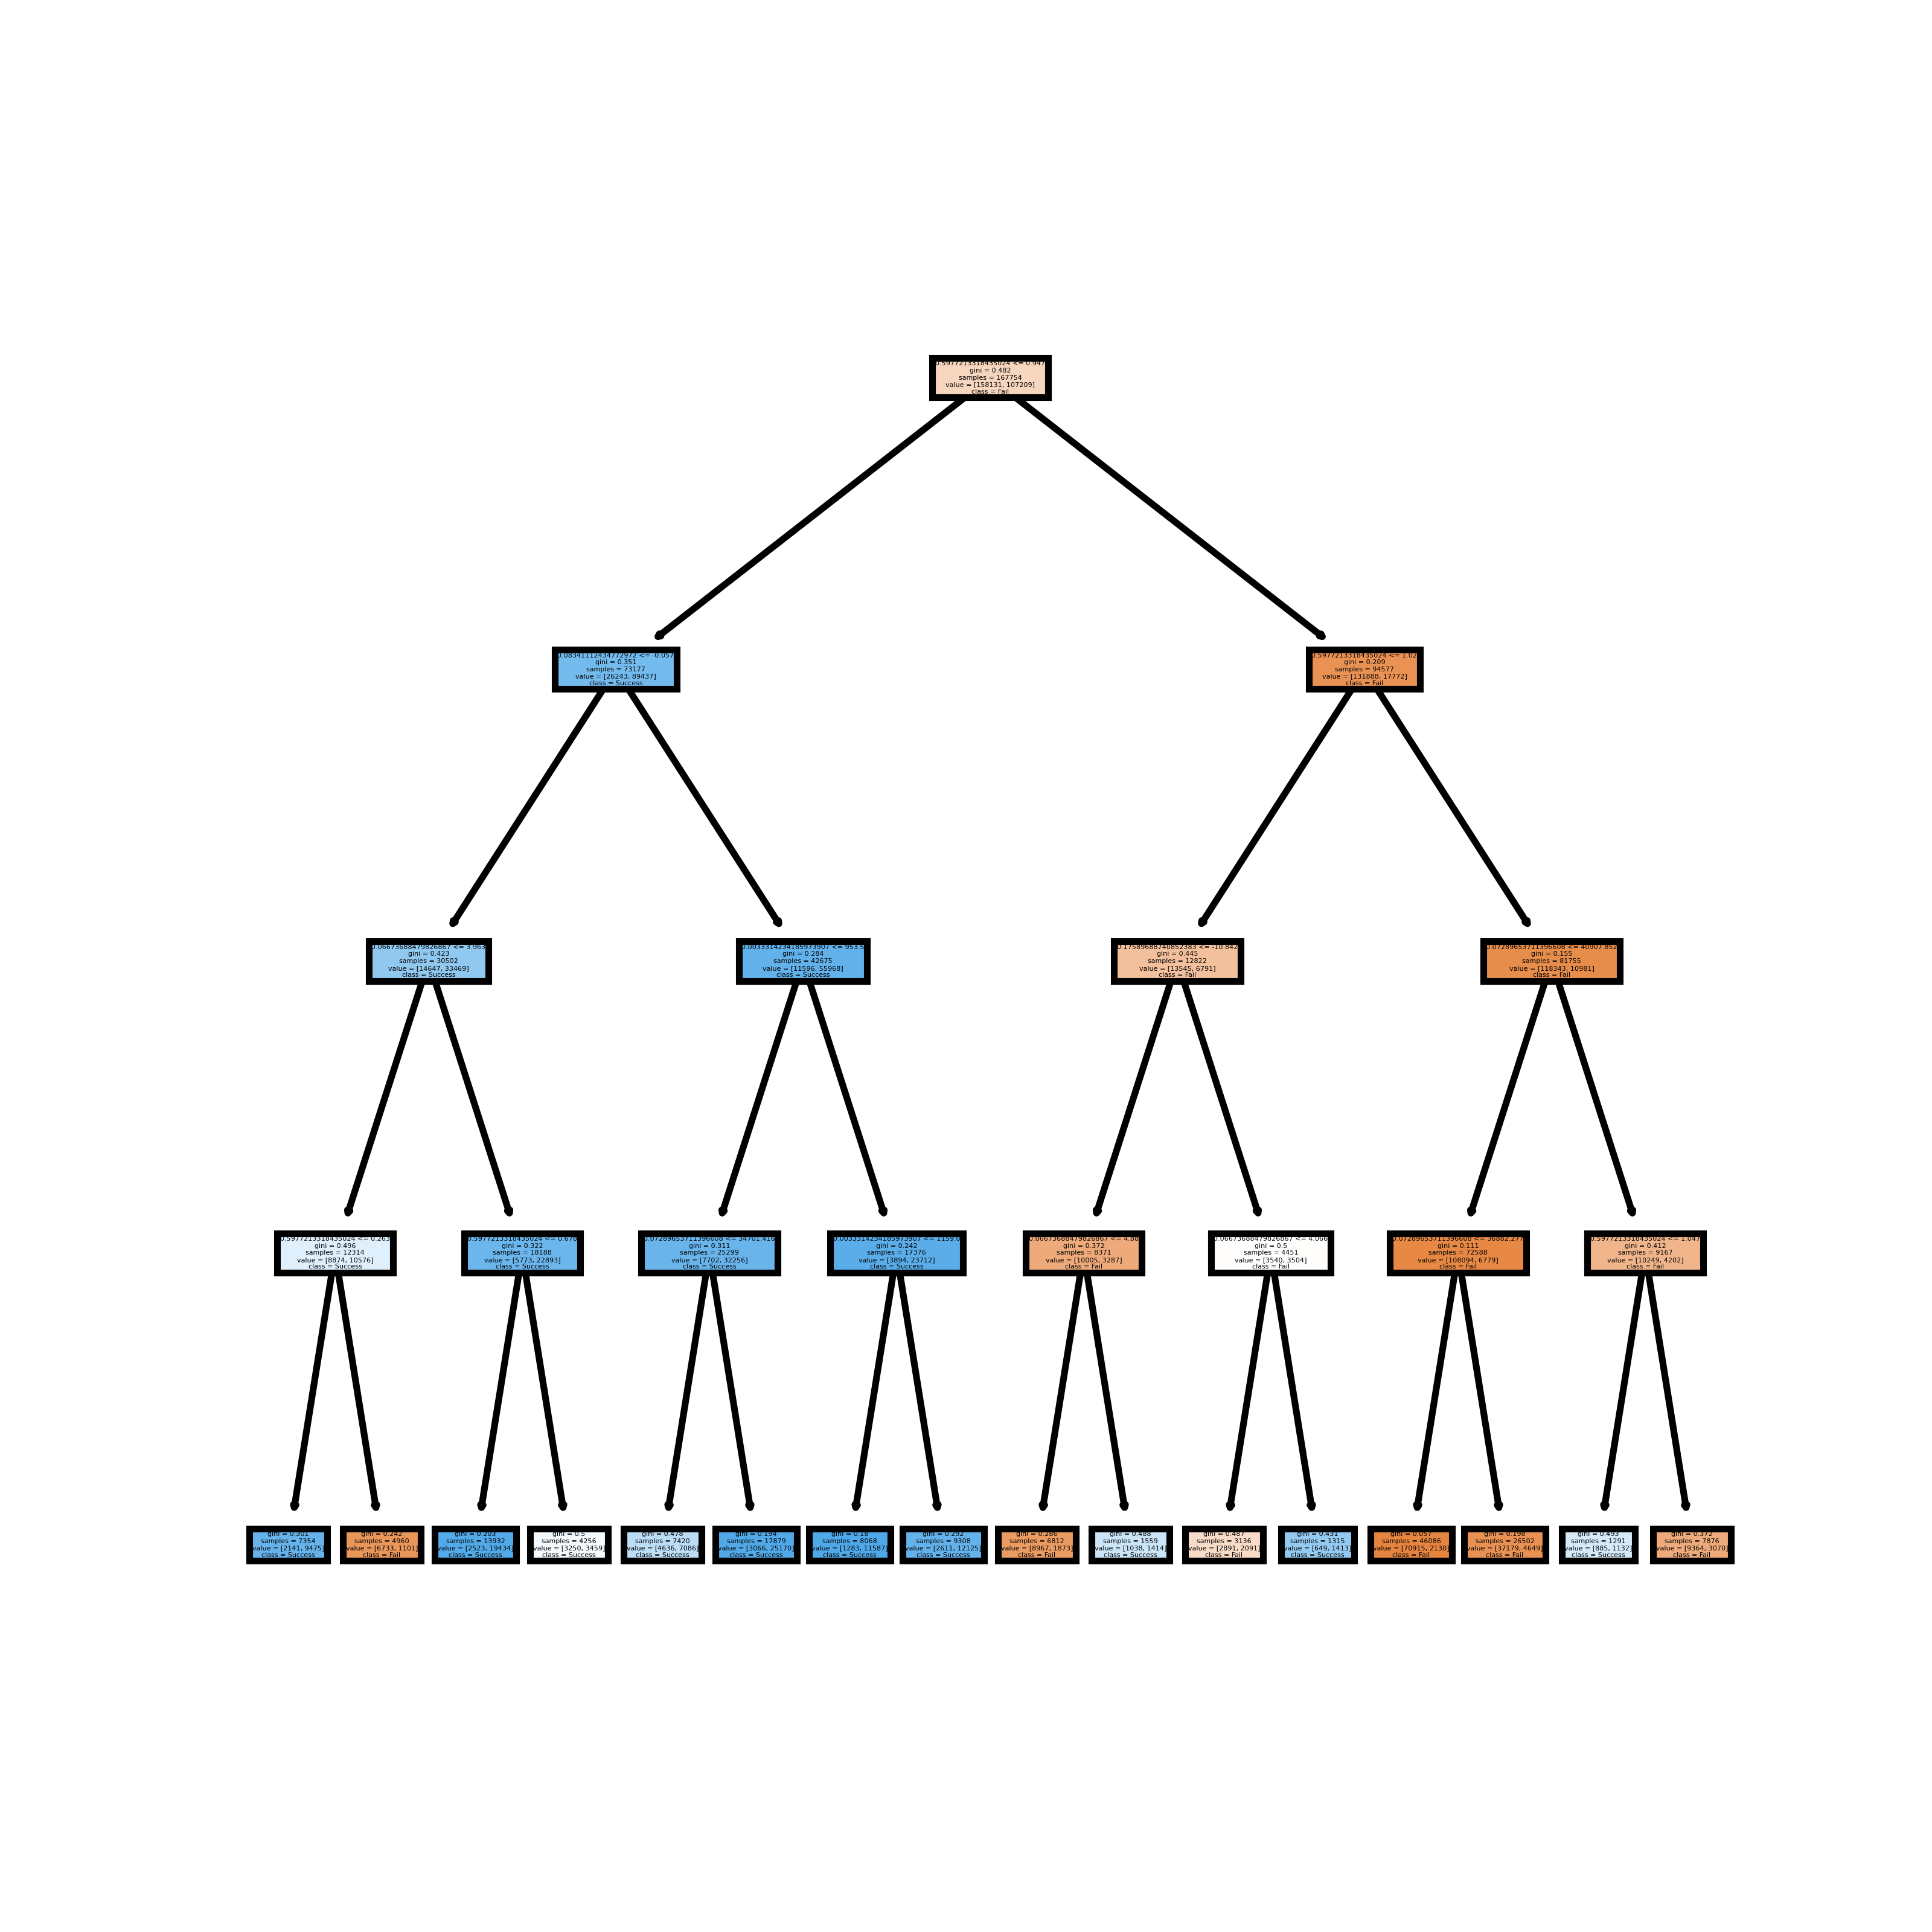 0.5977213318435024 <= 0.947
gini = 0.482
samples = 167754
value = [158131, 107209]
class = Fail
0.08341112434772972 <= -0.057
gini = 0.351
samples = 73177
value = [26243, 89437]
class = Success
0.5977213318435024 <= 1.02
gini = 0.209
samples = 94577
value = [131888, 17772]
class = Fail
0.06673688479826867 <= 3.963
gini = 0.423
samples = 30502
value = [14647, 33469]
class = Success
0.0033314234185973907 <= 953.5
gini = 0.284
samples = 42675
value = [11596, 55968]
class = Success
0.17589688740852383 <= -10.842
gini = 0.445
samples = 12822
value = [13545, 6791]
class = Fail
0.07289653711396608 <= 40907.852
gini = 0.155
samples = 81755
value = [118343, 10981]
class = Fail
0.5977213318435024 <= 0.263
gini = 0.496
samples = 12314
value = [8874, 10576]
class = Success
0.5977213318435024 <= 0.678
gini = 0.322
samples = 18188
value = [5773, 22893]
class = Success
0.07289653711396608 <= 34701.416
gini = 0.311
samples = 25299
value = [7702, 32256]
class = Success
0.0033314234185973907 <= 1159.0
gini = 0.242
samples = 17376
value = [3894, 23712]
class = Success
0.06673688479826867 <= 4.88
gini = 0.372
samples = 8371
value = [10005, 3287]
class = Fail
0.06673688479826867 <= 4.066
gini = 0.5
samples = 4451
value = [3540, 3504]
class = Fail
0.07289653711396608 <= 36882.277
gini = 0.111
samples = 72588
value = [108094, 6779]
class = Fail
0.5977213318435024 <= 1.047
gini = 0.412
samples = 9167
value = [10249, 4202]
class = Fail
gini = 0.301
samples = 7354
value = [2141, 9475]
class = Success
gini = 0.242
samples = 4960
value = [6733, 1101]
class = Fail
gini = 0.203
samples = 13932
value = [2523, 19434]
class = Success
gini = 0.5
samples = 4256
value = [3250, 3459]
class = Success
gini = 0.478
samples = 7420
value = [4636, 7086]
class = Success
gini = 0.194
samples = 17879
value = [3066, 25170]
class = Success
gini = 0.18
samples = 8068
value = [1283, 11587]
class = Success
gini = 0.292
samples = 9308
value = [2611, 12125]
class = Success
gini = 0.286
samples = 6812
value = [8967, 1873]
class = Fail
gini = 0.488
samples = 1559
value = [1038, 1414]
class = Success
gini = 0.487
samples = 3136
value = [2891, 2091]
class = Fail
gini = 0.431
samples = 1315
value = [649, 1413]
class = Success
gini = 0.057
samples = 46086
value = [70915, 2130]
class = Fail
gini = 0.198
samples = 26502
value = [37179, 4649]
class = Fail
gini = 0.493
samples = 1291
value = [885, 1132]
class = Success
gini = 0.372
samples = 7876
value = [9364, 3070]
class = Fail